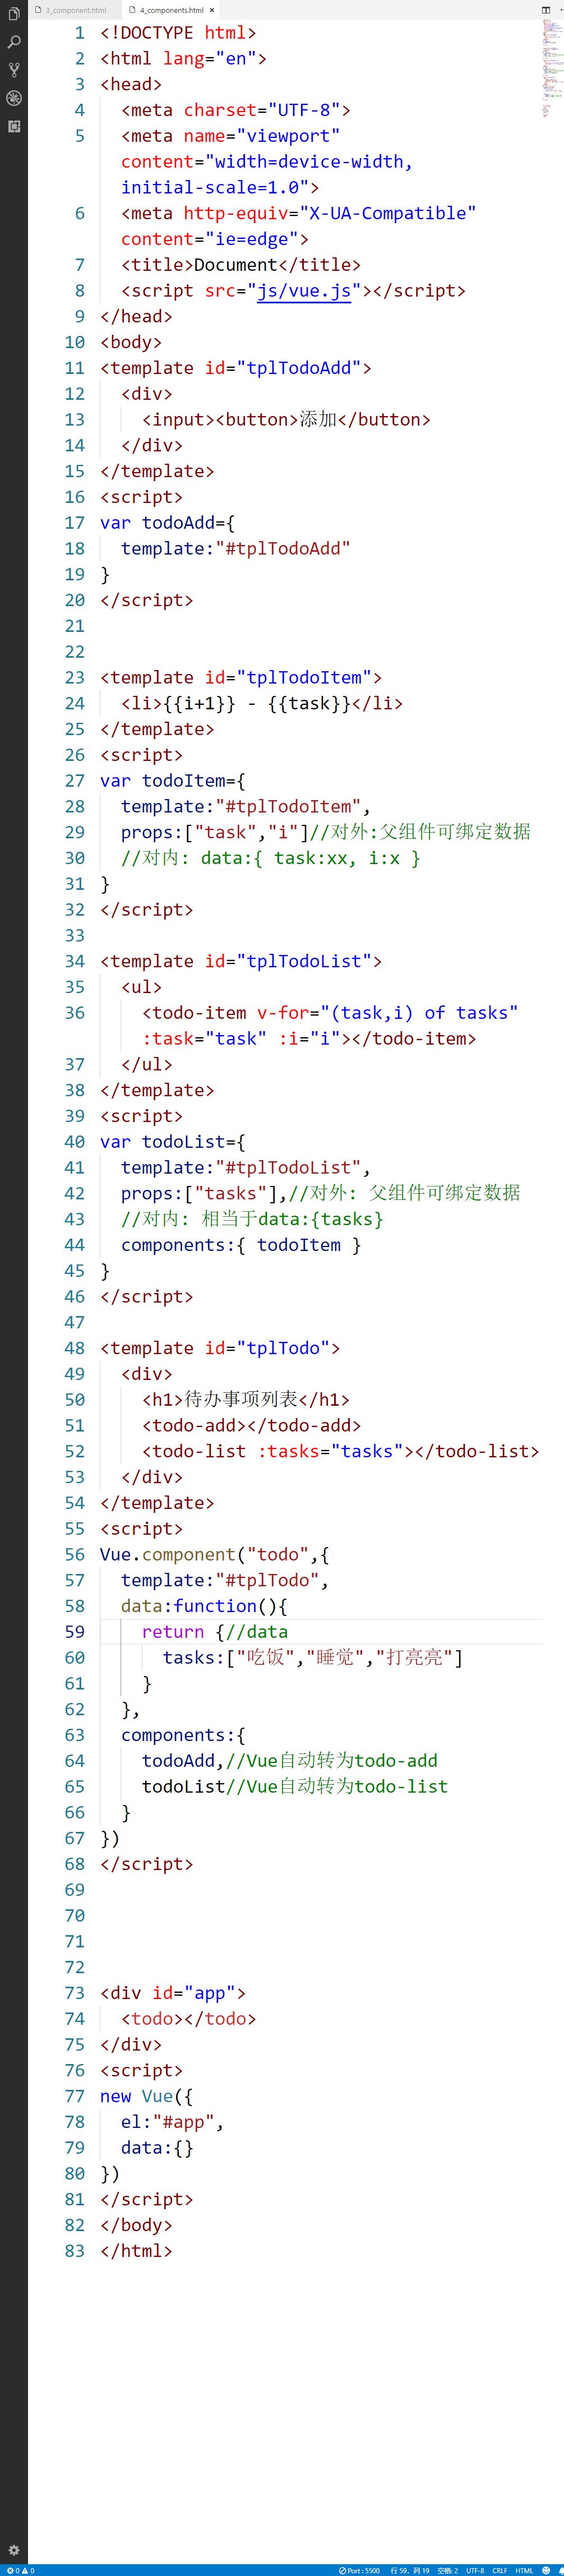 3_component.html 4_components.html ×
1 <!DOCTYPE html>
2 <html lang="en">
3 <head>
4 <meta charset="UTF-8">
5 <meta name="viewport"
content="width=device-width,
initial-scale=1.0">
6 <meta http-equiv="X-UA-Compatible"
content="ie=edge">
7 <title>Document</title>
8 <script src="js/vue.js"></script>
9 </head>
10 <body>
11 <template id="tplTodoAdd">
12 <div>
13 <input><button>添加</button>
14 </div>
15 </template>
16 <script>
17 var todoAdd={
18 template:"#tplTodoAdd"
19 }
20 </script>
21
22
23 <template id="tplTodoItem">
24 <li>{{i+1}} - {{task}}</li>
25 </template>
26 <script>
27 var todoItem={
28 template:"#tplTodoItem",
29 props:["task","i"]//对外:父组件可绑定数据
30 //对内: data:{ task:xx, i:x }
31 }
32 </script>
33
34 <template id="tplTodoList">
35 <ul>
36 <todo-item v-for="(task,i) of tasks"
:task="task" :i="i"></todo-item>
37 </ul>
38 </template>
39 <script>
40 var todoList={
41 template:"#tplTodoList",
42 props:["tasks"],//对外: 父组件可绑定数据
43 //对内: 相当于data:{tasks}
44 components:{ todoItem }
45 }
46 </script>
47
48 <template id="tplTodo">
49 <div>
50 <h1>待办事项列表</h1>
51 <todo-add></todo-add>
52 <todo-list :tasks="tasks"></todo-list>
53 </div>
54 </template>
55 <script>
56 Vue.component("todo",{
57 template:"#tplTodo",
58 data:function(){
59 return {//data
60 tasks:["吃饭","睡觉","打亮亮"]
61 }
62 },
63 components:{
64 todoAdd,//Vue自动转为todo-add
65 todoList//Vue自动转为todo-list
66 }
67 })
68 </script>
69
70
71
72
73 <div id="app">
74 <todo></todo>
75 </div>
76 <script>
77 new Vue({
78 el:"#app",
79 data:{}
80 })
81 </script>
82 </body>
83 </html>
0 0 Port : 5500 行 59，列 19 空格: 2 UTF-8 CRLF HTML